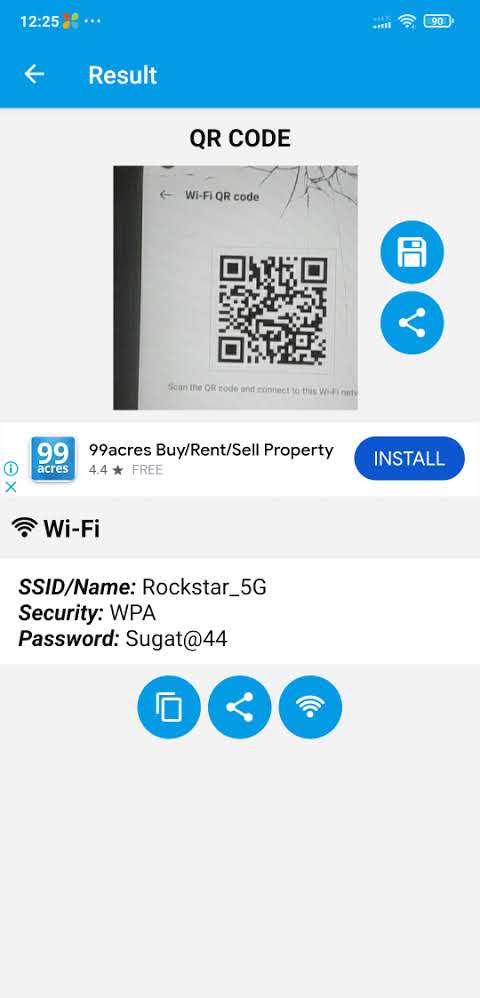 12:25
90
Result
QR CODE
← Wi-Fi QR code
Scan the QR code and connect to this Wi-Fi netw
99 acres
99acres Buy/Rent/Sell Property
4.4 ★ FREE
INSTALL
Wi-Fi
SSID/Name: Rockstar_5G
Security: WPA
Password: Sugat@44